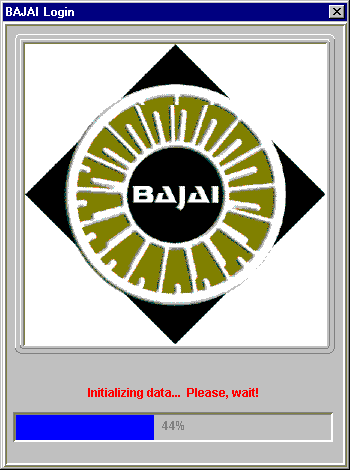 BAJAI Login
BAJAI
Initializing data... Please, wait!
44%